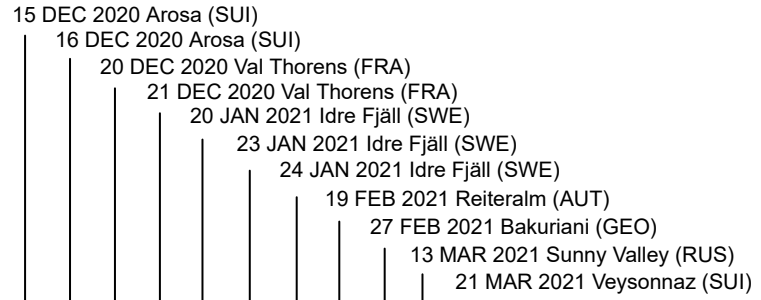 15 DEC 2020 Arosa (SUI)
16 DEC 2020 Arosa (SUI)
20 DEC 2020 Val Thorens (FRA)
21 DEC 2020 Val Thorens (FRA)
20 JAN 2021 Idre Fjäll (SWE)
23 JAN 2021 Idre Fjäll (SWE)
24 JAN 2021 Idre Fjäll (SWE)
19 FEB 2021 Reiteralm (AUT)
27 FEB 2021 Bakuriani (GEO)
13 MAR 2021 Sunny Valley (RUS)
21 MAR 2021 Veysonnaz (SUI)